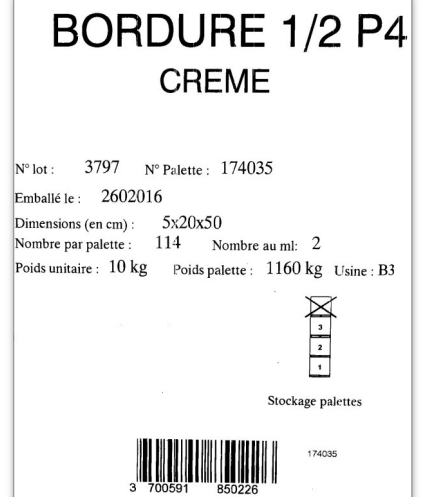 BORDURE 1/2 P4
CREME
N° lot : 3797 N° Palette : 174035
Emballé le : 2602016
Dimensions (en cm) : 5x20x50
Nombre par palette : 114 Nombre au ml: 2
Poids unitaire : 10 kg Poids palette : 1160 kg Usine : B3
3
2
1
Stockage palettes
174035
3 700591 850226